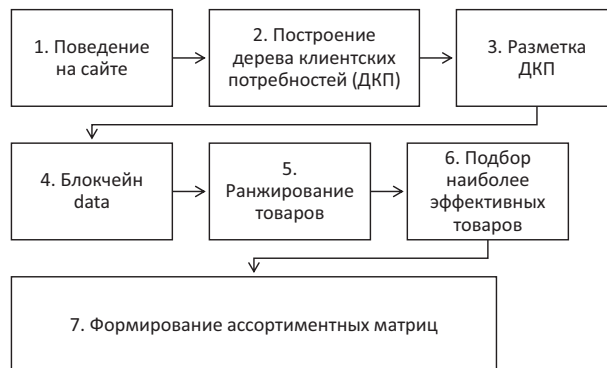 1. Поведение
на сайте
2. Построение
дерева клиентских
потребностей (ДКП)
3. Разметка
ДКП
4. Блокчейн
data
5.
Ранжирование
товаров
6. Подбор
наиболее
эффективных
товаров
7. Формирование ассортиментных матриц